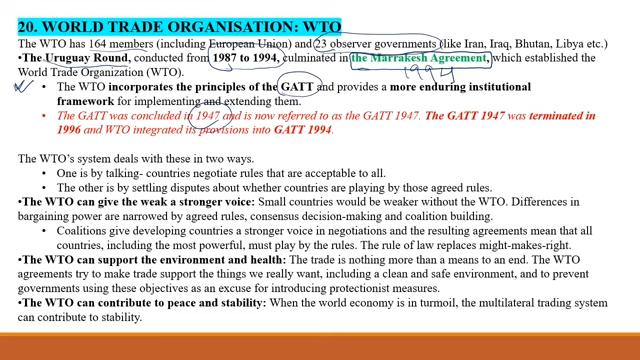 20. WORLD TRADE ORGANISATION: WTO
The WTO has 164 members (including European Union) and 23 observer governments (like Iran, Iraq, Bhutan, Libya etc.)
•The Uruguay Round, conducted from 1987 to 1994, culminated in the Marrakesh Agreement, which established the
1994
World Trade Organization (WTO).
• The WTO incorporates the principles of the GATT and provides a more enduring institutional
framework for implementing and extending them.
• The GATT was concluded in 1947 and is now referred to as the GATT 1947. The GATT 1947 was terminated in
1996 and WTO integrated its provisions into GATT 1994.
The WTO's system deals with these in two ways.
• One is by talking- countries negotiate rules that are acceptable to all.
• The other is by settling disputes about whether countries are playing by those agreed rules.
•The WTO can give the weak a stronger voice: Small countries would be weaker without the WTO. Differences in
bargaining power are narrowed by agreed rules, consensus decision-making and coalition building.
• Coalitions give developing countries a stronger voice in negotiations and the resulting agreements mean that all
countries, including the most powerful, must play by the rules. The rule of law replaces might-makes-right.
•The WTO can support the environment and health: The trade is nothing more than a means to an end. The WTO
agreements try to make trade support the things we really want, including a clean and safe environment, and to prevent
governments using these objectives as an excuse for introducing protectionist measures.
•The WTO can contribute to peace and stability: When the world economy is in turmoil, the multilateral trading system
can contribute to stability.